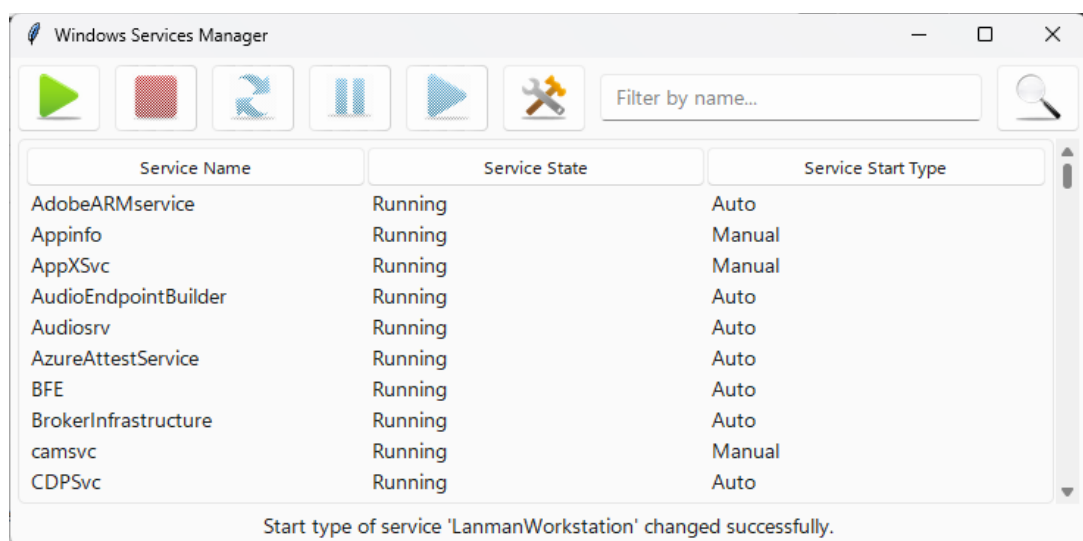 Windows Services Manager
Filter by name...
Service Name Service State Service Start Type
AdobeARMservice Running Auto
Appinfo Running Manual
AppXSvc Running Manual
AudioEndpointBuilder Running Auto
Audiosrv Running Auto
AzureAttestService Running Auto
BFE Running Auto
BrokerInfrastructure Running Auto
camsvc Running Manual
CDPSvc Running Auto
Start type of service 'LanmanWorkstation' changed successfully.